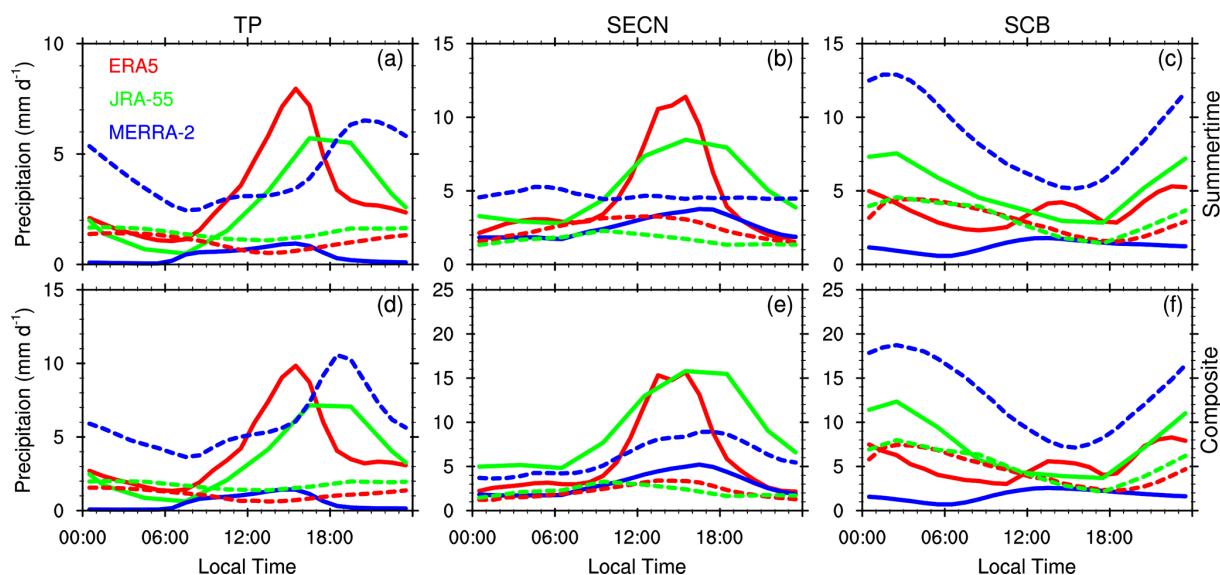 TP SECN SCB
10 (a) 15 (b) 15 (c)
ERA5
JRA-55
MERRA-2
Precipitaion (mm d-1)
5 10 10
5 5
0 0 0
Summertime
15 (d) 25 (e) 25 (f)
Precipitaion (mm d-1)
20 20
10 15 15
5 10 10
5 5
0 0 0
Composite
00:00 06:00 12:00 18:00 00:00 06:00 12:00 18:00 00:00 06:00 12:00 18:00
Local Time Local Time Local Time